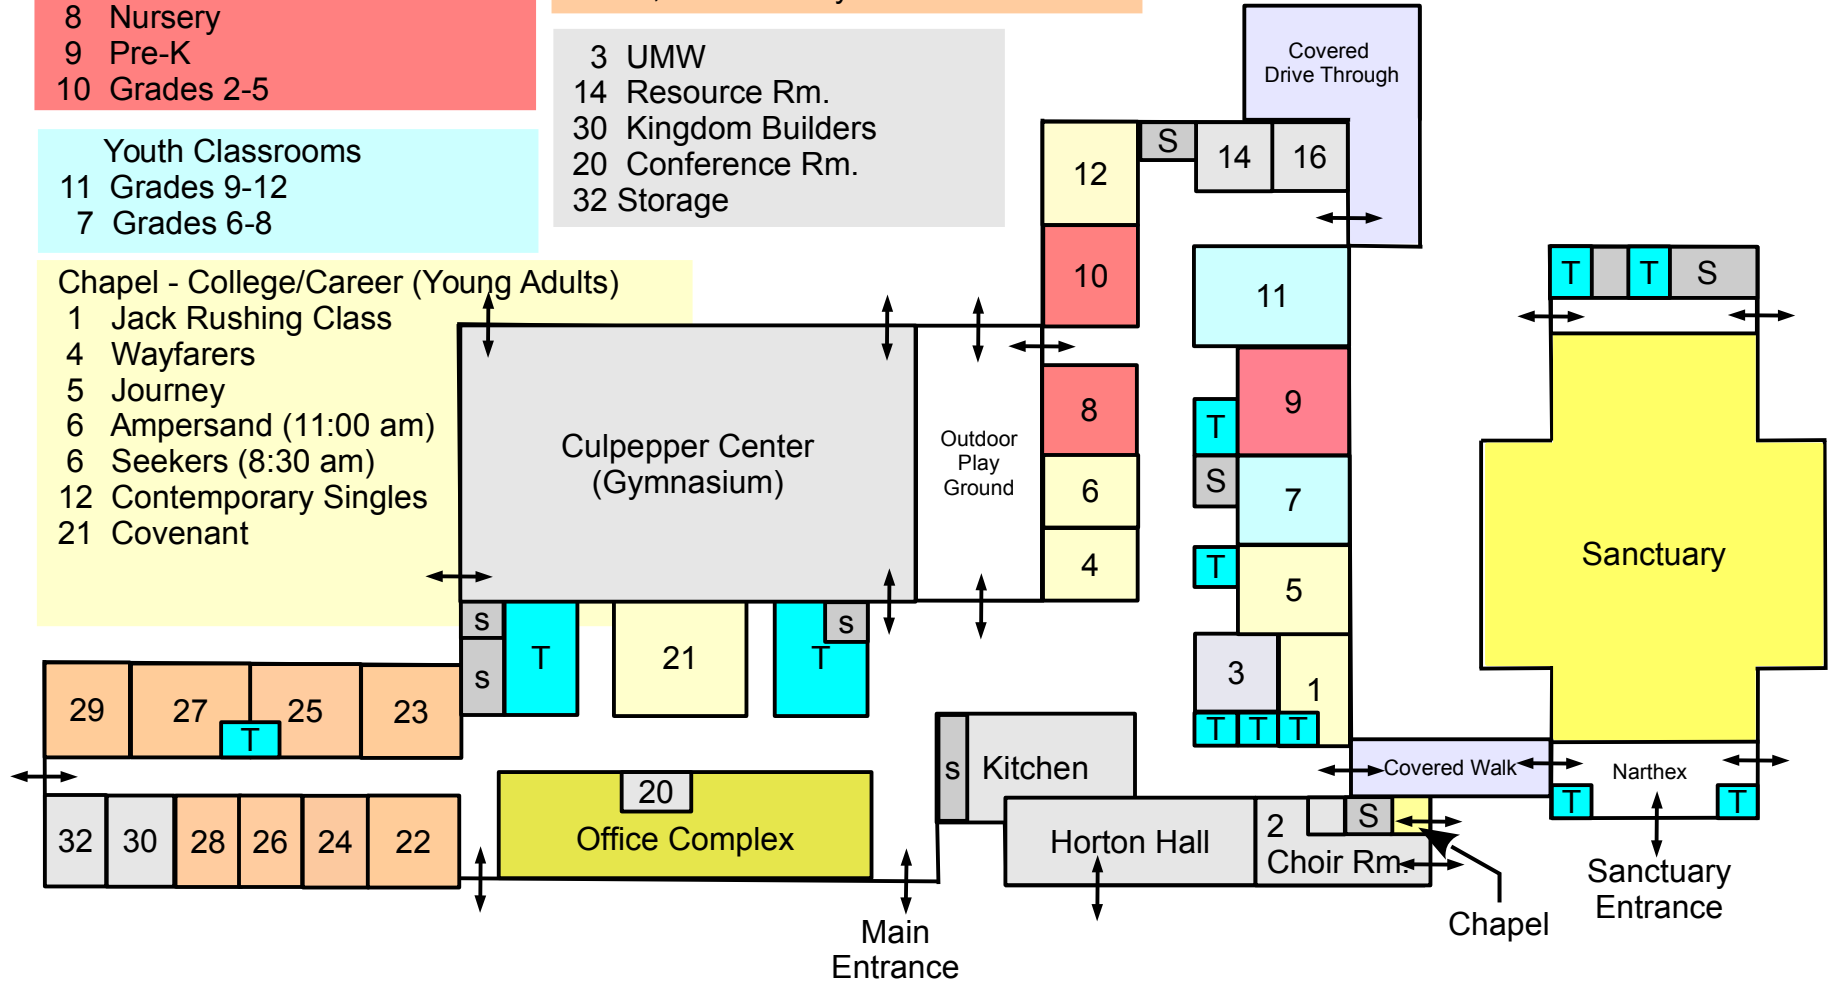 8 Nursery
9 Pre-K
10 Grades 2-5
Youth Classrooms
11 Grades 9-12
7 Grades 6-8
3 UMW
14 Resource Rm.
30 Kingdom Builders
20 Conference Rm.
32 Storage
Chapel - College/Career (Young Adults)
1 Jack Rushing Class
4 Wayfarers
5 Journey
6 Ampersand (11:00 am)
6 Seekers (8:30 am)
12 Contemporary Singles
21 Covenant
Covered
Drive Through
12
S
14
16
10
11
T
T
S
8
9
T
Culpepper Center
(Gymnasium)
Outdoor
Play
Ground
6
S
7
4
T
5
Sanctuary
s
s
T
21
s
T
3
1
T
T
T
29
27
25
23
T
s
Kitchen
Covered Walk
Narthex
T
T
20
Office Complex
32
30
28
26
24
22
Horton Hall
2
Choir Rm.
S
Main
Entrance
Chapel
Sanctuary
Entrance